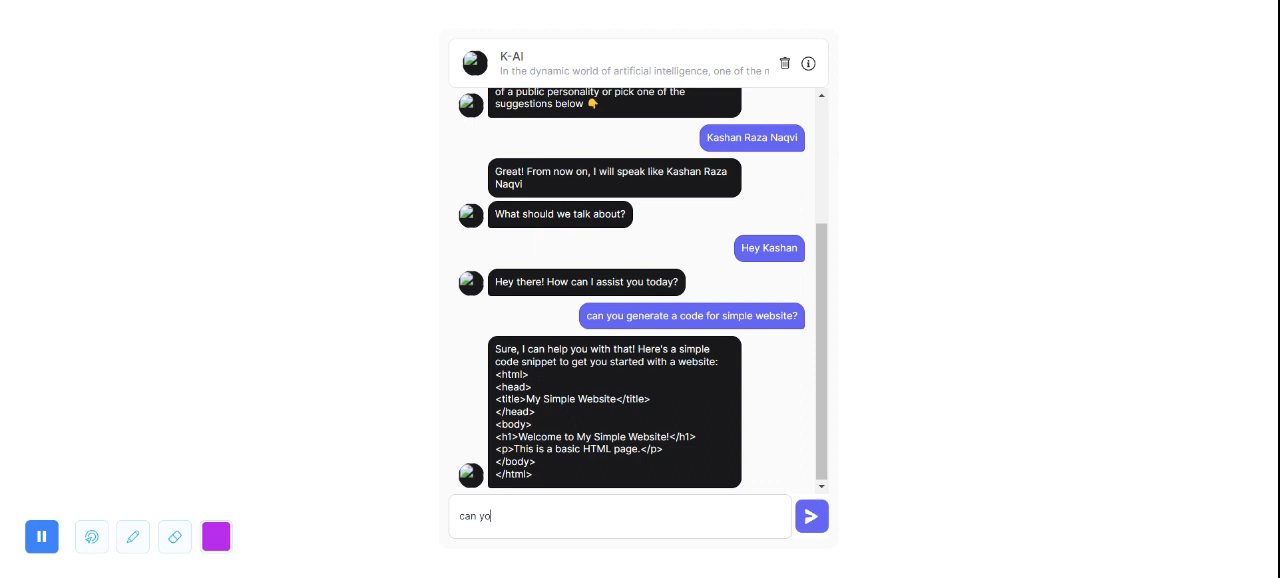 K-AI
In the dynamic world of artificial intelligence, one of the n
of a public personality or pick one of the
suggestions below 👇
Kashan Raza Naqvi
Great! From now on, I will speak like Kashan Raza
Naqvi
What should we talk about?
Hey Kashan
Hey there! How can I assist you today?
can you generate a code for simple website?
Sure, I can help you with that! Here's a simple
code snippet to get you started with a website:
<html>
<head>
<title>My Simple Website</title>
</head>
<body>
<h1>Welcome to My Simple Website!</h1>
<p>This is a basic HTML page.</p>
</body>
</html>
can yo